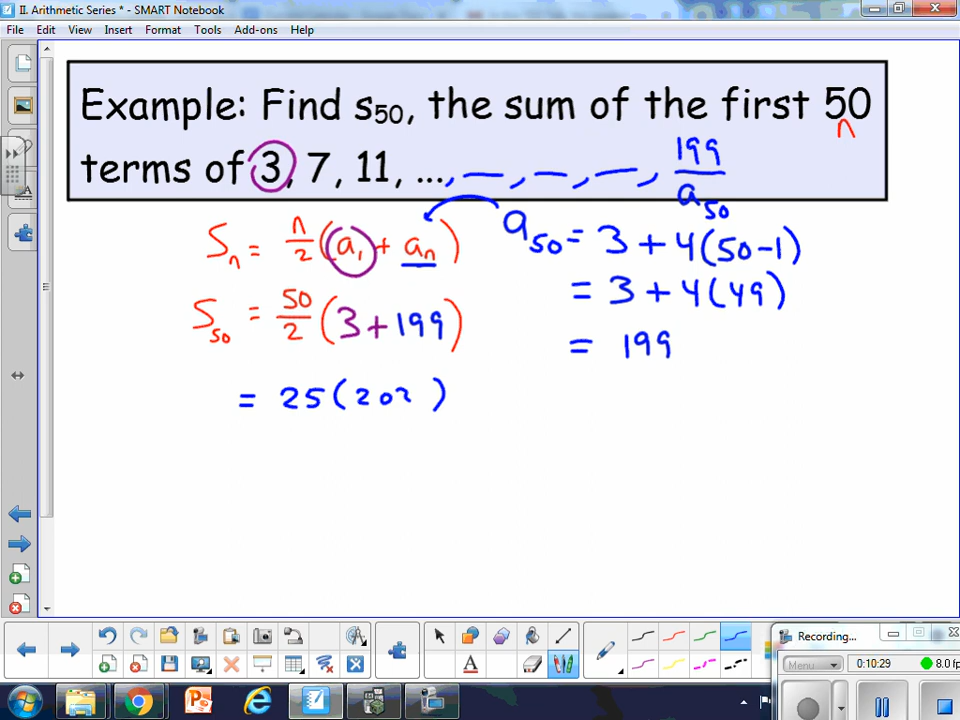 II. Arithmetic Series * - SMART Notebook
File Edit View Insert Format Tools Add-ons Help
Example: Find s₅₀, the sum of the first 50
n
terms of 3, 7, 11, ..., __, __, __, 199
a₅₀
Sₙ = n/2 (a₁ + aₙ)
a₅₀ = 3 + 4(50-1)
= 3 + 4(49)
S₅₀ = 50/2 (3 + 199)
= 199
= 25(202)
Recording...
Menu
0:10:29
8.0 fp